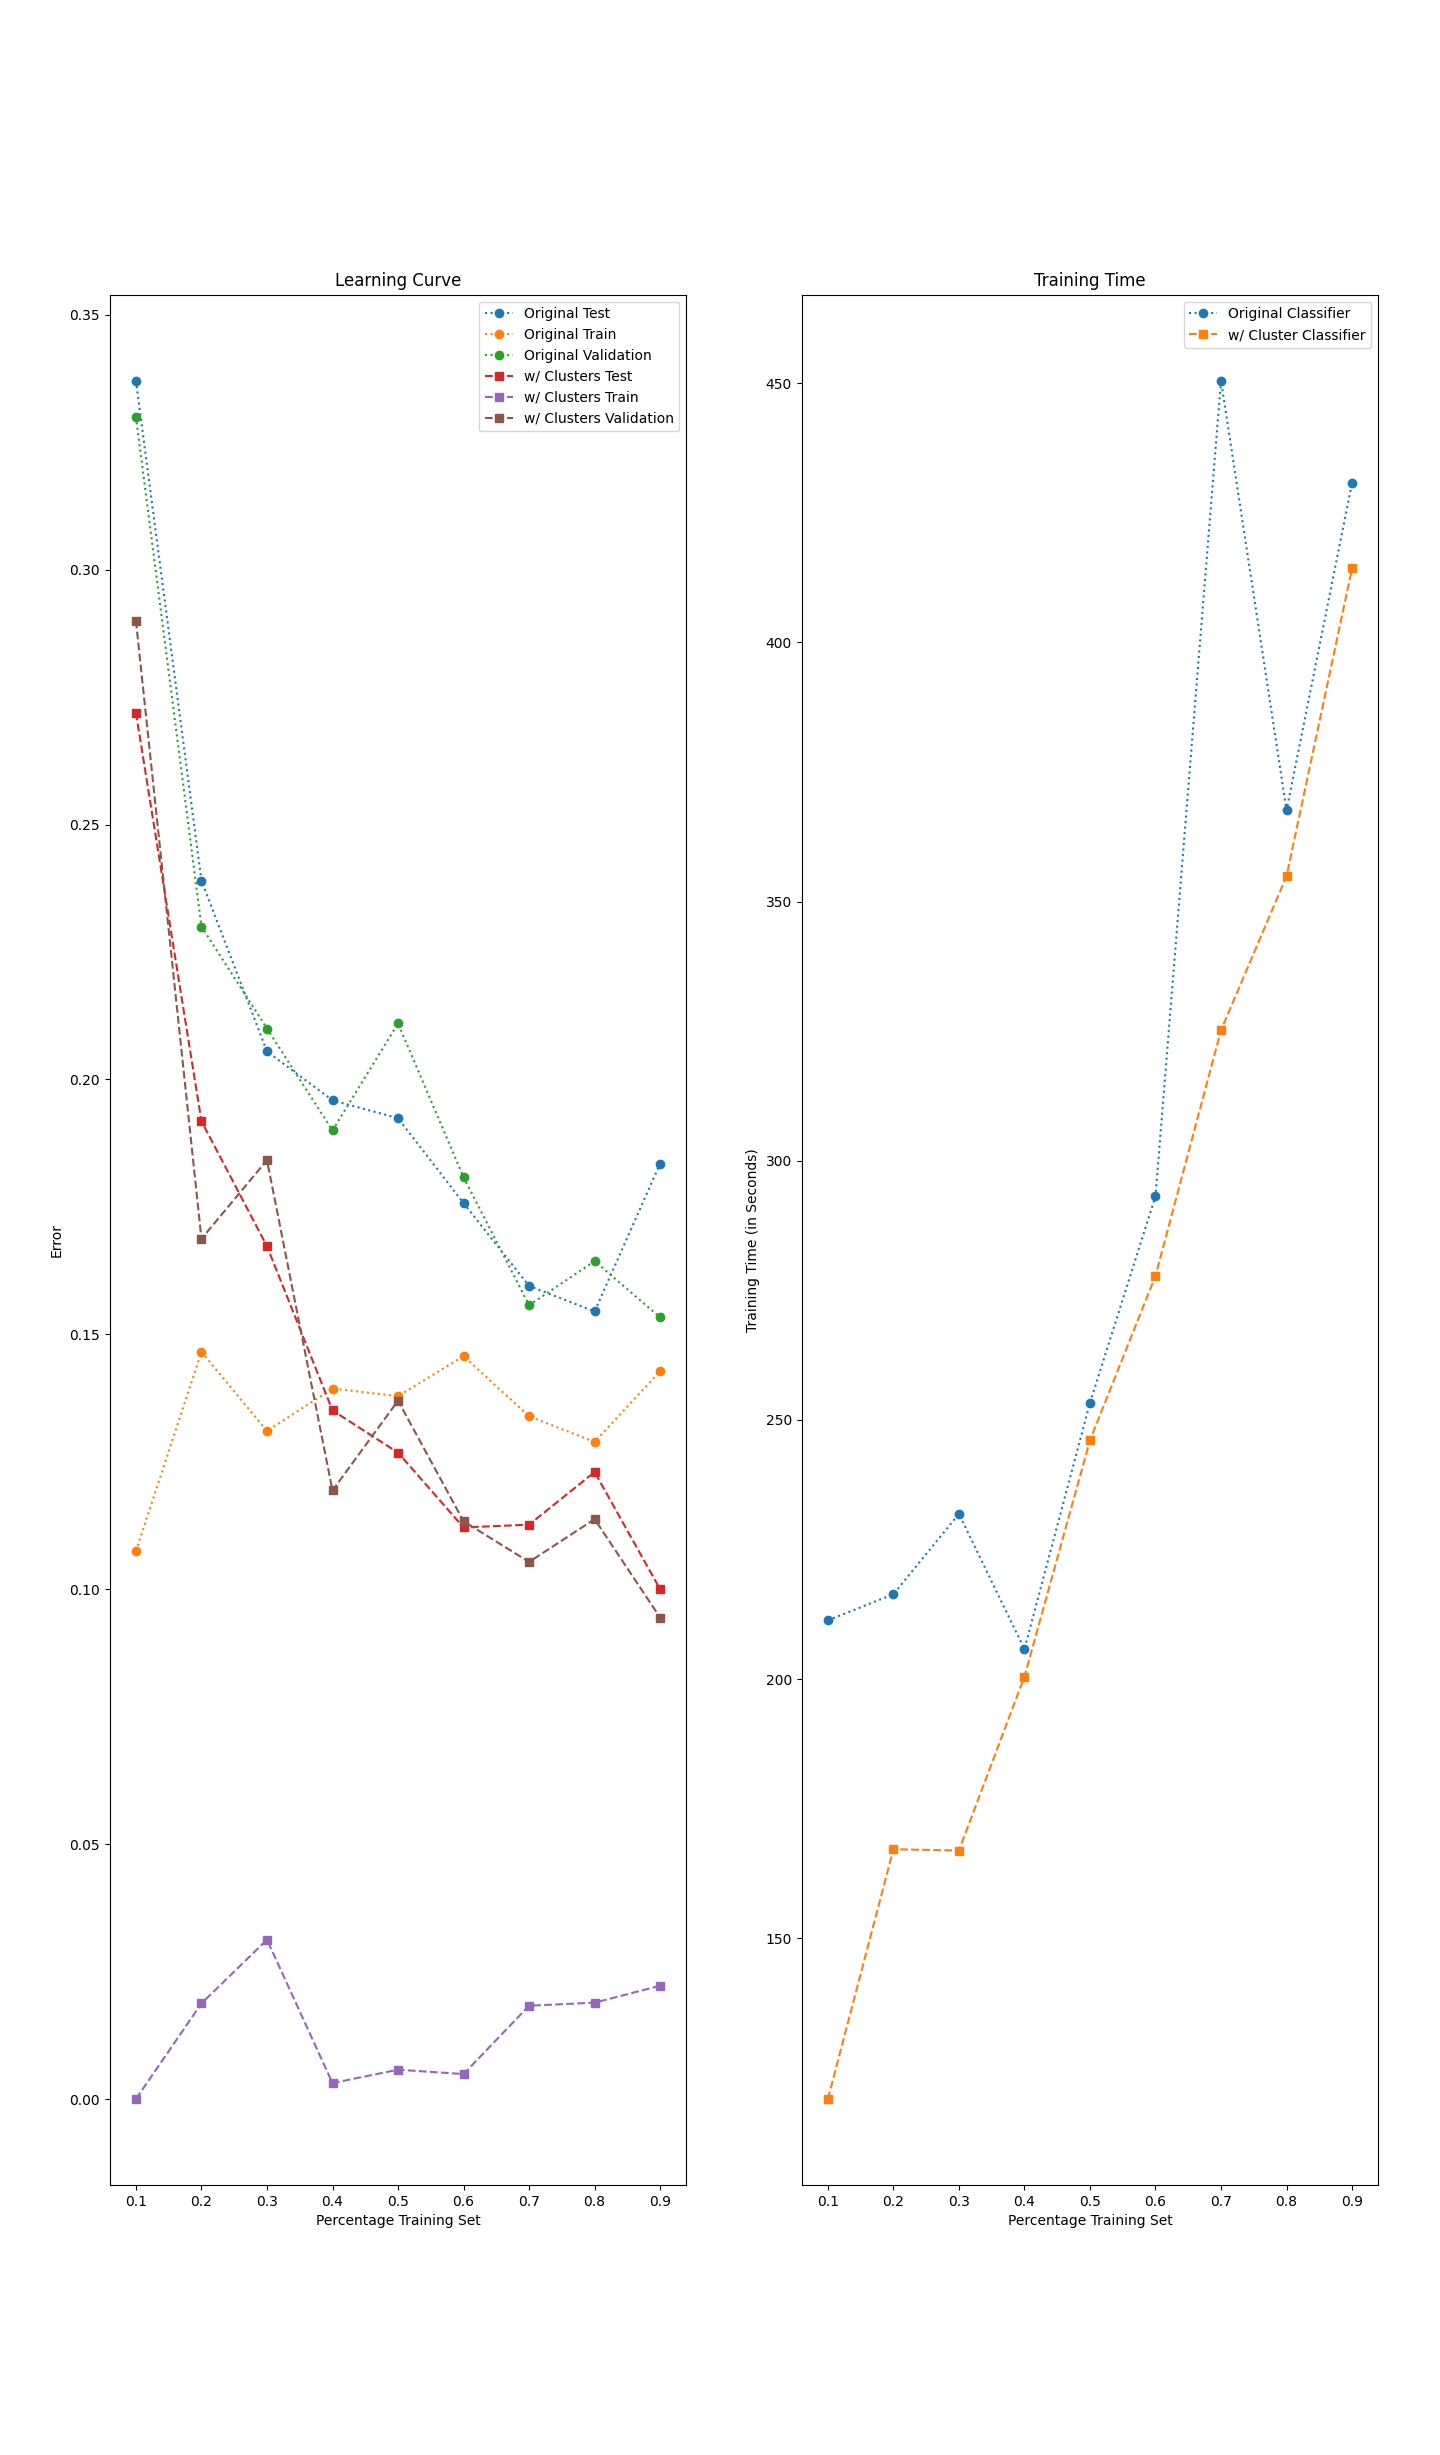 Learning Curve
Original Test
Original Train
Original Validation
w/ Clusters Test
w/ Clusters Train
w/ Clusters Validation
0.35
0.30
0.25
0.20
0.15
0.10
0.05
0.00
Error
0.1 0.2 0.3 0.4 0.5 0.6 0.7 0.8 0.9
Percentage Training Set
Training Time
Original Classifier
w/ Cluster Classifier
450
400
350
300
250
200
150
Training Time (in Seconds)
0.1 0.2 0.3 0.4 0.5 0.6 0.7 0.8 0.9
Percentage Training Set